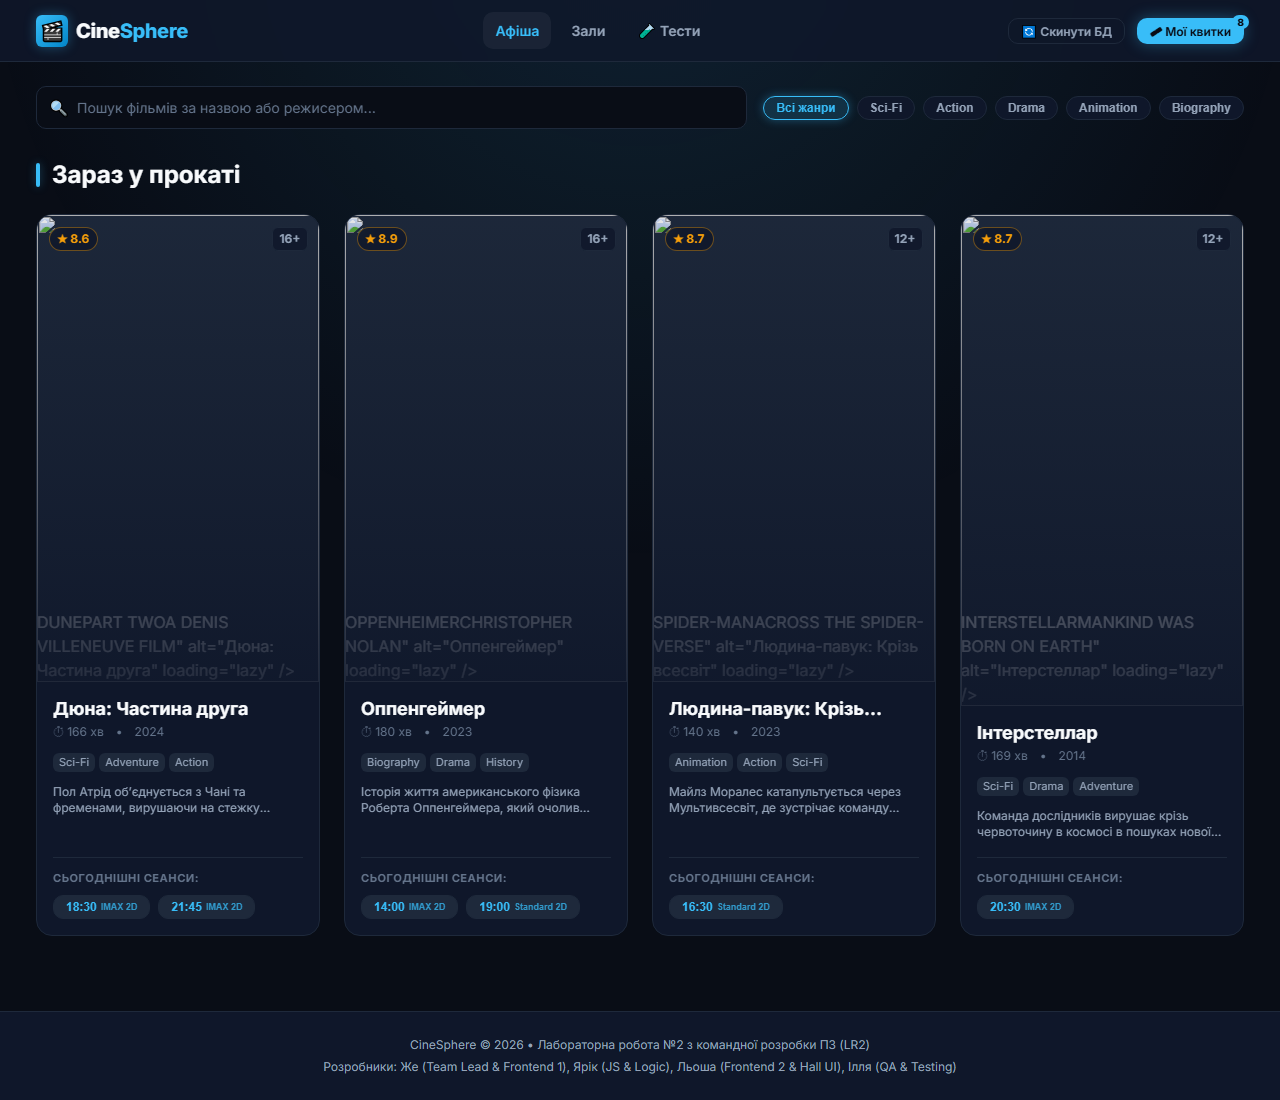 CineSphere
Афіша
Зали
Тести
Скинути БД
Мої квитки
8
Пошук фільмів за назвою або режисером...
Всі жанри
Sci-Fi
Action
Drama
Animation
Biography
Зараз у прокаті
★ 8.6
16+
DUNEPART TWOA DENIS
VILLENEUVE FILM" alt="Дюна:
Частина друга" loading="lazy" />
Дюна: Частина друга
166 хв • 2024
Sci-Fi
Adventure
Action
Пол Атрід об’єднується з Чані та
фременами, вирушаючи на стежку...
СЬОГОДНІШНІ СЕАНСИ:
18:30 IMAX 2D
21:45 IMAX 2D
★ 8.9
16+
OPPENHEIMERCHRISTOPHER
NOLAN" alt="Оппенгеймер"
loading="lazy" />
Оппенгеймер
180 хв • 2023
Biography
Drama
History
Історія життя американського фізика
Роберта Оппенгеймера, який очолив...
СЬОГОДНІШНІ СЕАНСИ:
14:00 IMAX 2D
19:00 Standard 2D
★ 8.7
12+
SPIDER-MANACROSS THE SPIDER-
VERSE" alt="Людина-павук: Крізь
всесвіт" loading="lazy" />
Людина-павук: Крізь...
140 хв • 2023
Animation
Action
Sci-Fi
Майлз Моралес катапультується через
Мультивсесвіт, де зустрічає команду...
СЬОГОДНІШНІ СЕАНСИ:
16:30 Standard 2D
★ 8.7
12+
INTERSTELLARMANKIND WAS
BORN ON EARTH"
alt="Інтерстеллар" loading="lazy"
/>
Інтерстеллар
169 хв • 2014
Sci-Fi
Drama
Adventure
Команда дослідників вирушає крізь
червоточину в космосі в пошуках нової...
СЬОГОДНІШНІ СЕАНСИ:
20:30 IMAX 2D
CineSphere © 2026 • Лабораторна робота №2 з командної розробки ПЗ (LR2)
Розробники: Же (Team Lead & Frontend 1), Ярік (JS & Logic), Льоша (Frontend 2 & Hall UI), Ілля (QA & Testing)